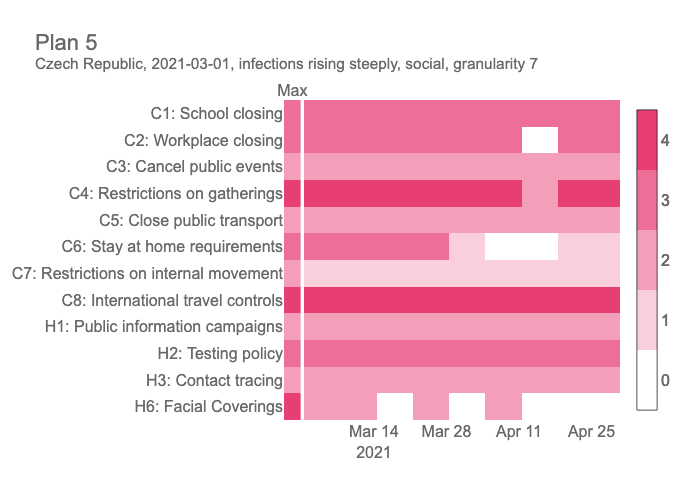 Plan 5
Czech Republic, 2021-03-01, infections rising steeply, social, granularity 7
Max
C1: School closing
C2: Workplace closing
C3: Cancel public events
C4: Restrictions on gatherings
C5: Close public transport
C6: Stay at home requirements
C7: Restrictions on internal movement
C8: International travel controls
H1: Public information campaigns
H2: Testing policy
H3: Contact tracing
H6: Facial Coverings
Mar 14
2021
Mar 28
Apr 11
Apr 25
4
3
2
1
0